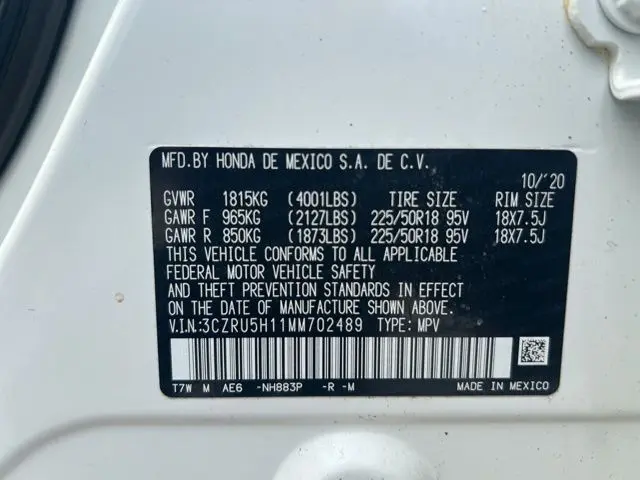 MFD.BY HONDA DE MEXICO S.A. DE C.V.
10/'20
GVWR 1815KG (4001LBS) TIRE SIZE RIM SIZE
GAWR F 965KG (2127LBS) 225/50R18 95V 18X7.5J
GAWR R 850KG (1873LBS) 225/50R18 95V 18X7.5J
THIS VEHICLE CONFORMS TO ALL APPLICABLE
FEDERAL MOTOR VEHICLE SAFETY
AND THEFT PREVENTION STANDARDS IN EFFECT
ON THE DATE OF MANUFACTURE SHOWN ABOVE.
V.I.N.:3CZRU5H11MM702489 TYPE: MPV
T7W M AE6 -NH883P -R -M MADE IN MEXICO